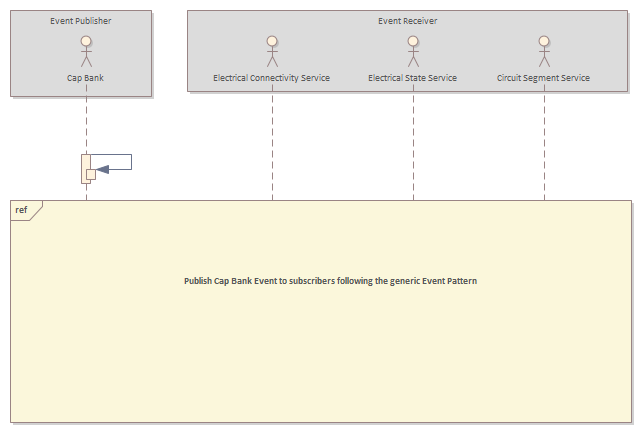 Event Publisher
Event Receiver
Cap Bank
Electrical Connectivity Service
Electrical State Service
Circuit Segment Service
ref
Publish Cap Bank Event to subscribers following the generic Event Pattern